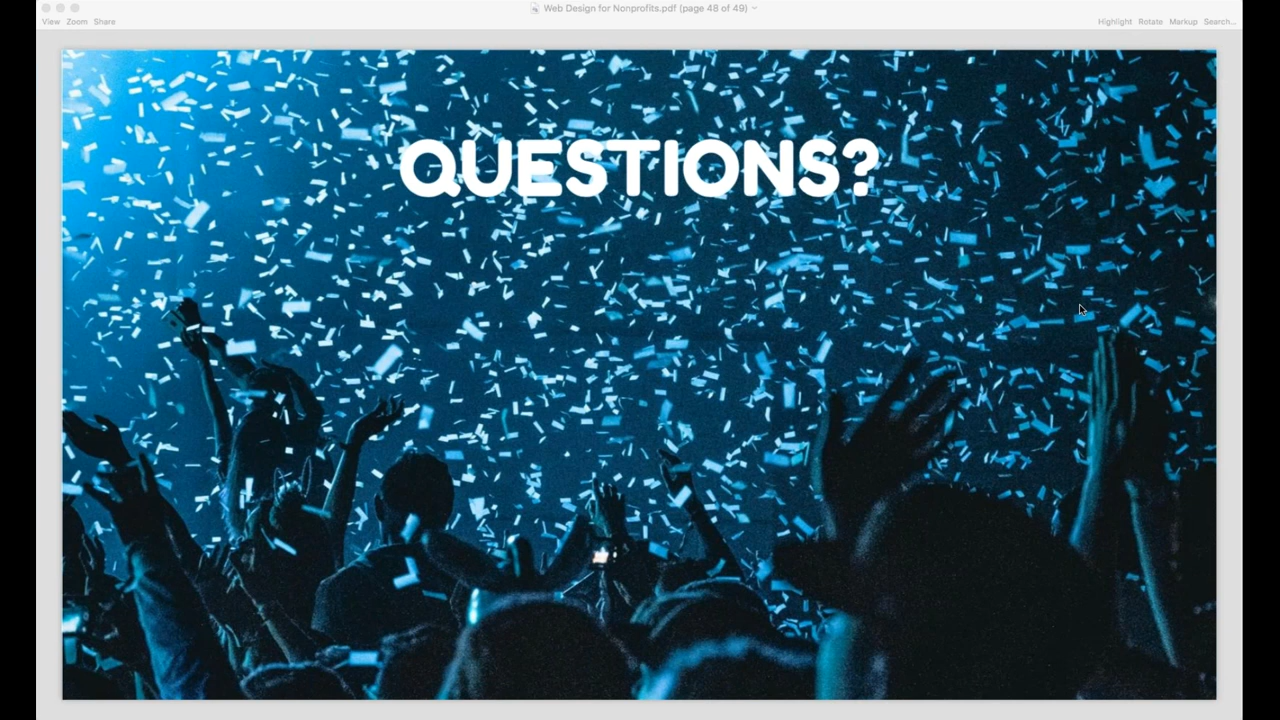 Web Design for Nonprofits.pdf (page 48 of 49)
View Zoom Share
Highlight Rotate Markup Search...
QUESTIONS?